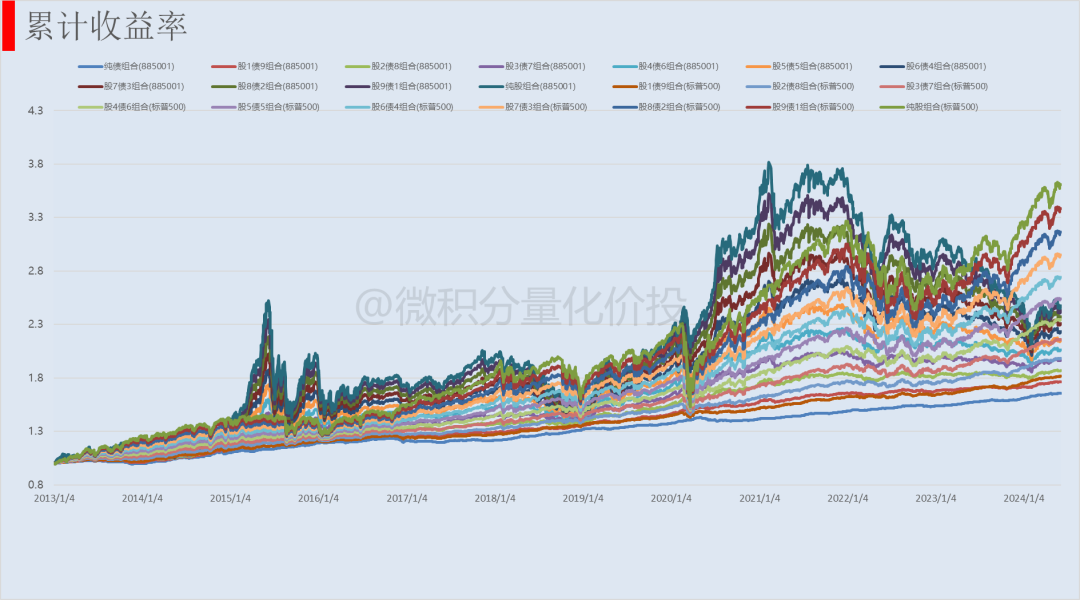 累计收益率
纯债组合(885001) 股1债9组合(885001) 股2债8组合(885001) 股3债7组合(885001) 股4债6组合(885001) 股5债5组合(885001) 股6债4组合(885001)
股7债3组合(885001) 股8债2组合(885001) 股9债1组合(885001) 纯股组合(885001) 股1债9组合(标普500) 股2债8组合(标普500) 股3债7组合(标普500)
股4债6组合(标普500) 股5债5组合(标普500) 股6债4组合(标普500) 股7债3组合(标普500) 股8债2组合(标普500) 股9债1组合(标普500) 纯股组合(标普500)
4.3
3.8
3.3
2.8
@微积分量化价投
2.3
1.8
1.3
0.8
2013/1/4 2014/1/4 2015/1/4 2016/1/4 2017/1/4 2018/1/4 2019/1/4 2020/1/4 2021/1/4 2022/1/4 2023/1/4 2024/1/4